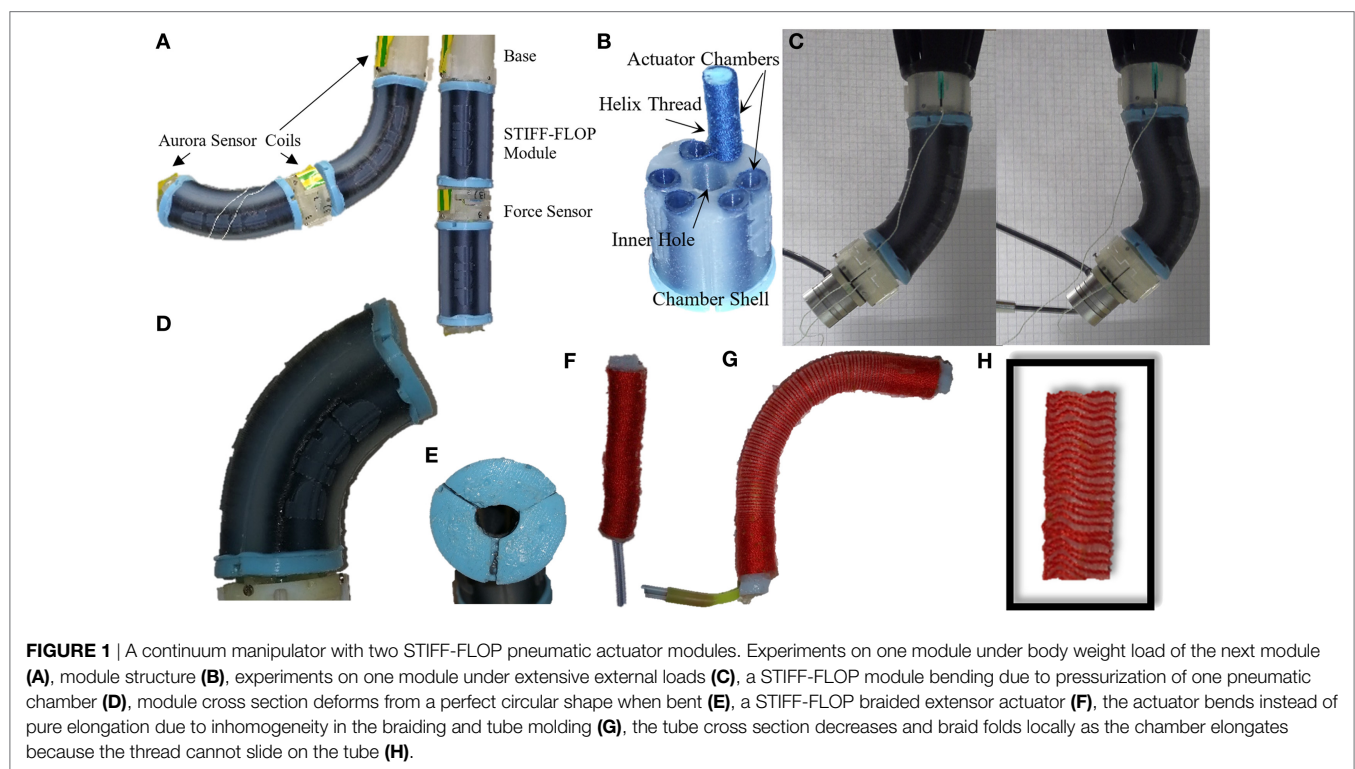 A
B
C
Base
Actuator Chambers
Helix Thread
Aurora Sensor Coils
STIFF-FLOP
Module
Force Sensor
Inner Hole
Chamber Shell
D
E
F
G
H
FIGURE 1 | A continuum manipulator with two STIFF-FLOP pneumatic actuator modules. Experiments on one module under body weight load of the next module
(A), module structure (B), experiments on one module under extensive external loads (C), a STIFF-FLOP module bending due to pressurization of one pneumatic
chamber (D), module cross section deforms from a perfect circular shape when bent (E), a STIFF-FLOP braided extensor actuator (F), the actuator bends instead of
pure elongation due to inhomogeneity in the braiding and tube molding (G), the tube cross section decreases and braid folds locally as the chamber elongates
because the thread cannot slide on the tube (H).